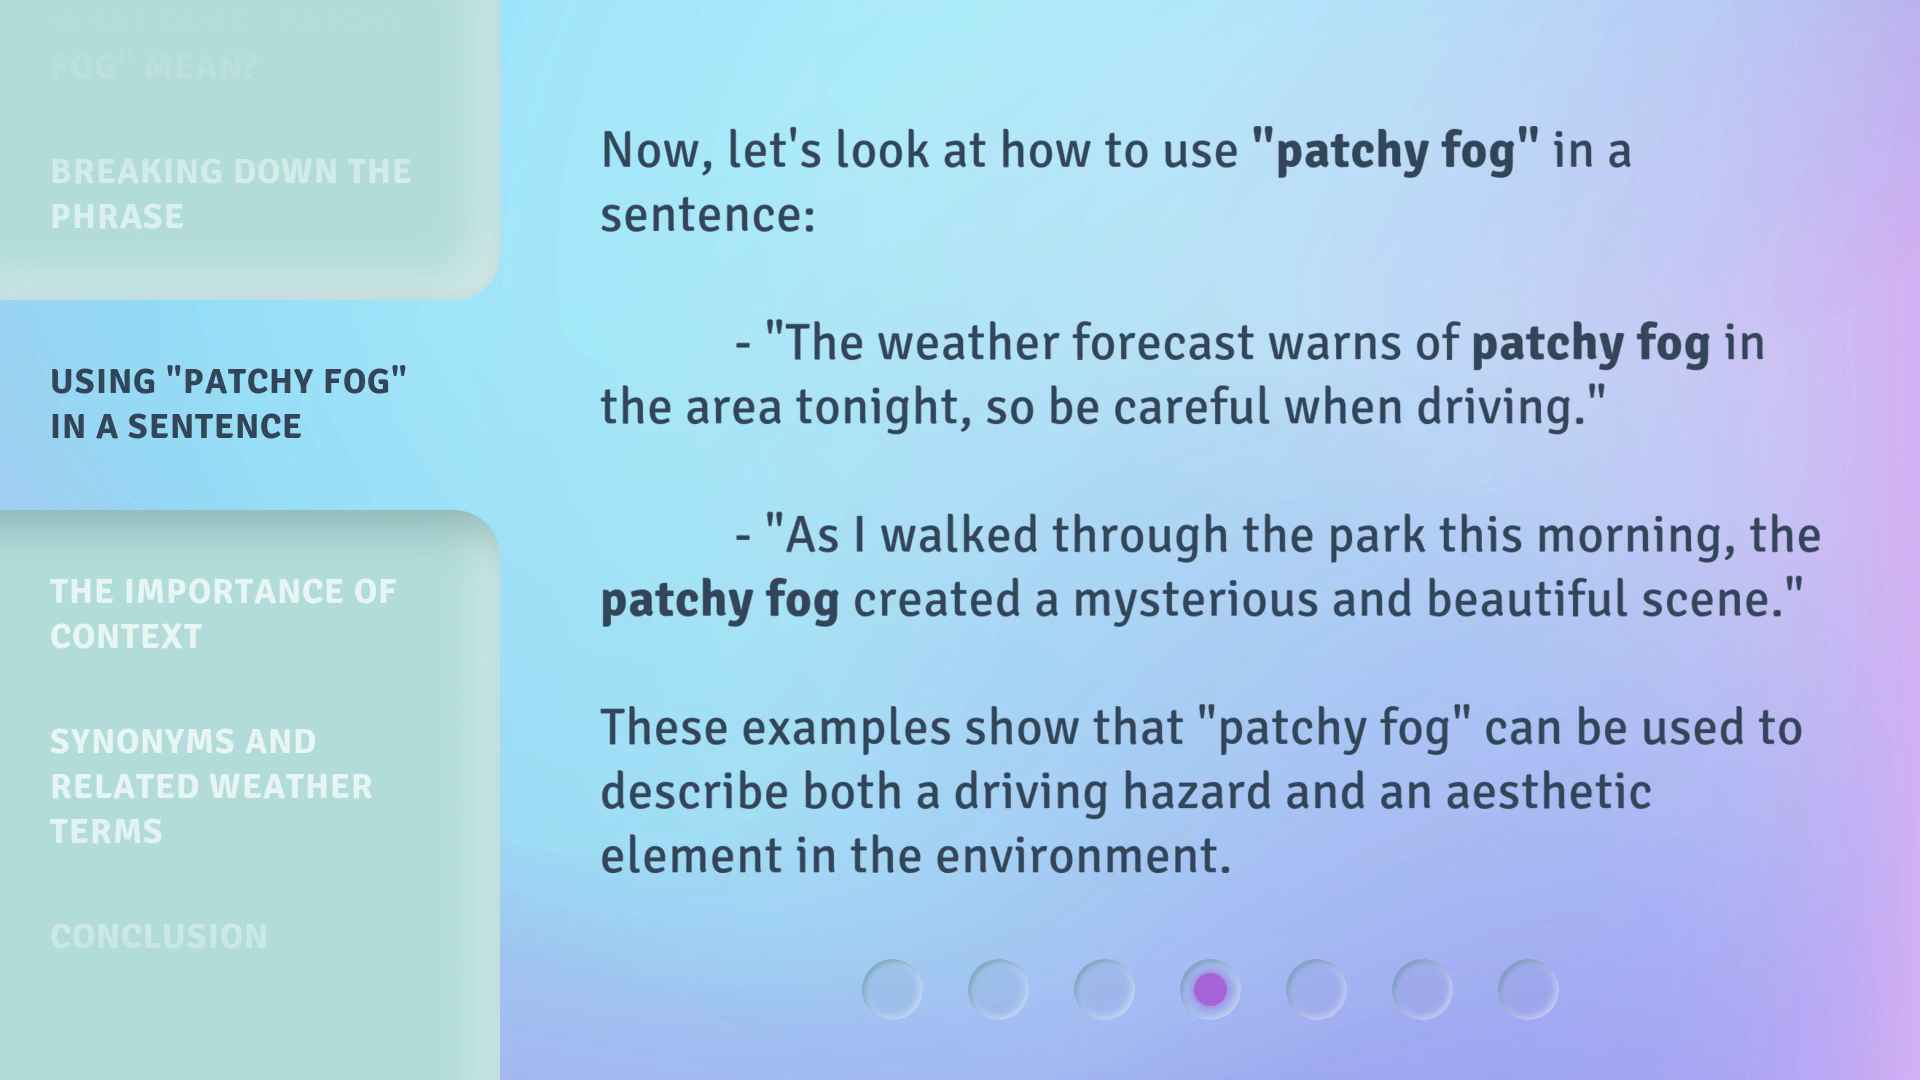 WHAT DOES "PATCHY
FOG" MEAN?
BREAKING DOWN THE
PHRASE
USING "PATCHY FOG"
IN A SENTENCE
THE IMPORTANCE OF
CONTEXT
SYNONYMS AND
RELATED WEATHER
TERMS
CONCLUSION
Now, let's look at how to use "patchy fog" in a
sentence:
- "The weather forecast warns of patchy fog in
the area tonight, so be careful when driving."
- "As I walked through the park this morning, the
patchy fog created a mysterious and beautiful scene."
These examples show that "patchy fog" can be used to
describe both a driving hazard and an aesthetic
element in the environment.